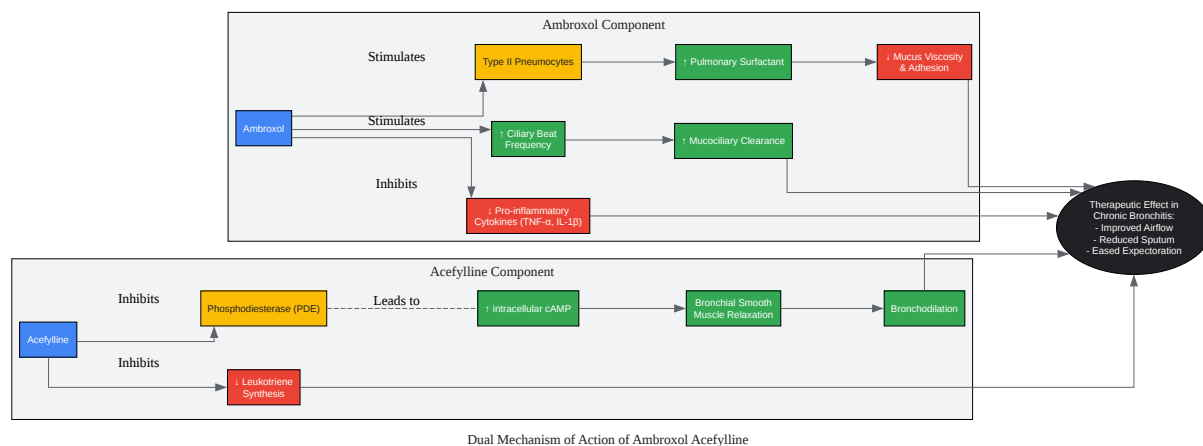 Ambroxol Component
Stimulates
Type II Pneumocytes
↑ Pulmonary Surfactant
↓ Mucus Viscosity
& Adhesion
Ambroxol
Stimulates
↑ Ciliary Beat
Frequency
↑ Mucociliary Clearance
Inhibits
↓ Pro-inflammatory
Cytokines (TNF-α, IL-1β)
Therapeutic Effect in
Chronic Bronchitis:
- Improved Airflow
- Reduced Sputum
- Eased Expectoration
Acefylline Component
Inhibits
Phosphodiesterase (PDE)
Leads to
↑ intracellular cAMP
Bronchial Smooth
Muscle Relaxation
Bronchodilation
Acefylline
Inhibits
↓ Leukotriene
Synthesis
Dual Mechanism of Action of Ambroxol Acefylline